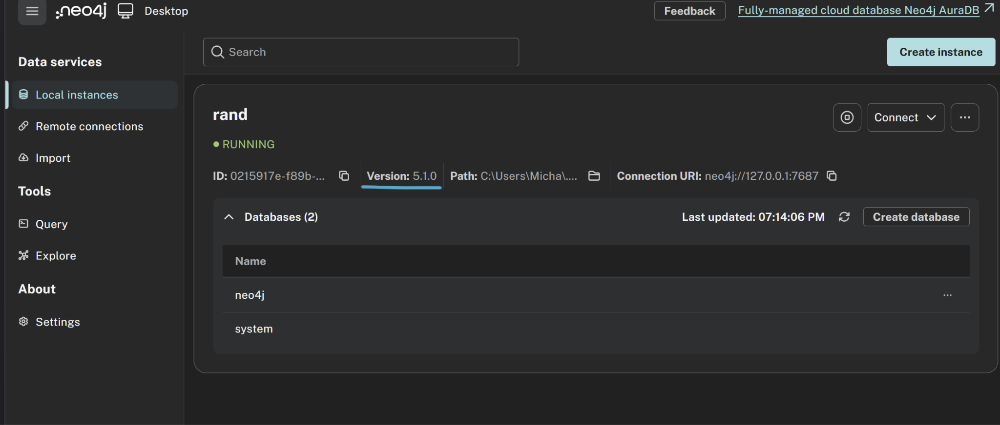 neo4j Desktop Feedback Fully-managed cloud database Neo4j AuraDB
Search Create instance
Data services
Local instances
Remote connections
Import
Tools
Query
Explore
About
Settings
rand
Connect
RUNNING
ID: 0215917e-f89b-... Version: 5.1.0 Path: C:\Users\Micha\.... Connection URI: neo4j://127.0.0.1:7687
Databases (2) Last updated: 07:14:06 PM Create database
Name
neo4j
system